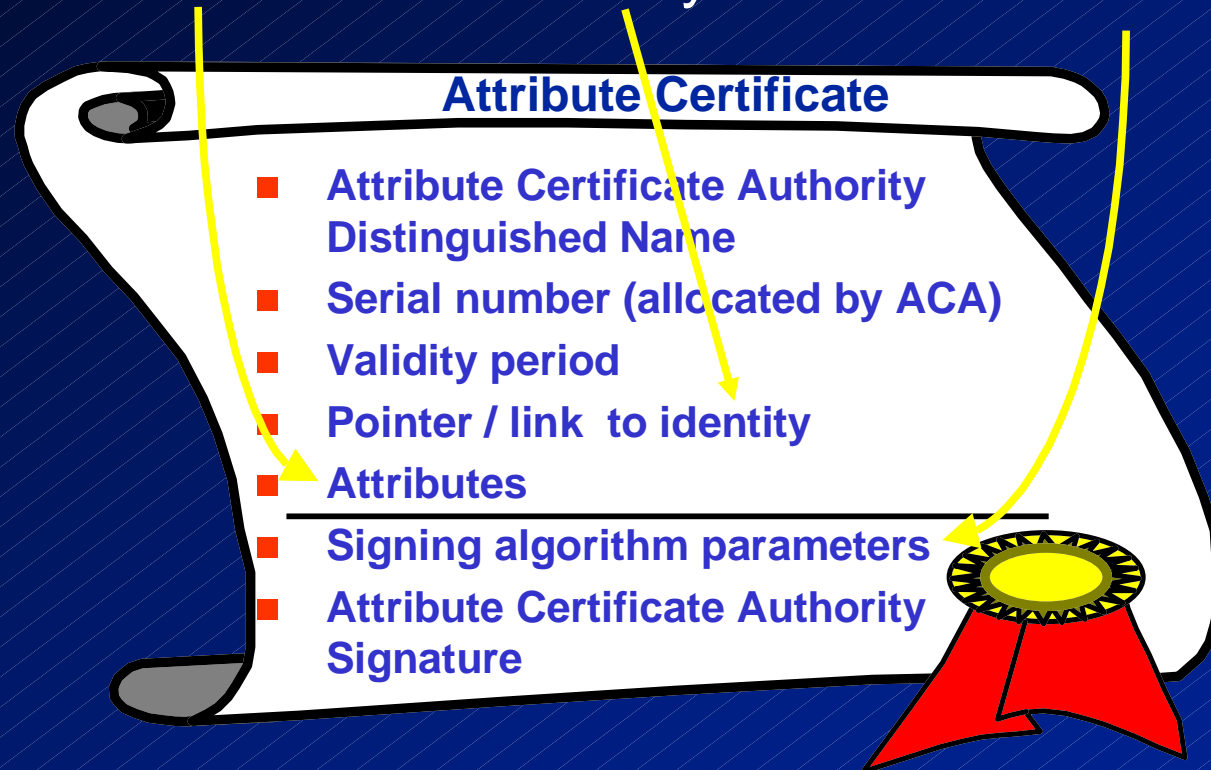 y
Attribute Certificate
Attribute Certificate Authority
Distinguished Name
Serial number (allocated by ACA)
Validity period
Pointer / link to identity
Attributes
Signing algorithm parameters
Attribute Certificate Authority
Signature